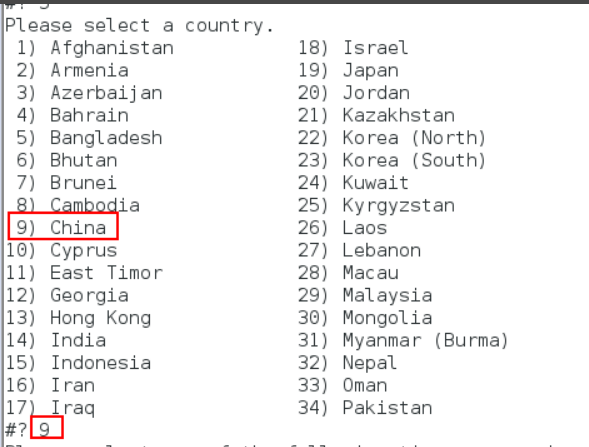 Please select a country.
1) Afghanistan 18) Israel
2) Armenia 19) Japan
3) Azerbaijan 20) Jordan
4) Bahrain 21) Kazakhstan
5) Bangladesh 22) Korea (North)
6) Bhutan 23) Korea (South)
7) Brunei 24) Kuwait
8) Cambodia 25) Kyrgyzstan
9) China 26) Laos
10) Cyprus 27) Lebanon
11) East Timor 28) Macau
12) Georgia 29) Malaysia
13) Hong Kong 30) Mongolia
14) India 31) Myanmar (Burma)
15) Indonesia 32) Nepal
16) Iran 33) Oman
17) Iraq 34) Pakistan
#? 9